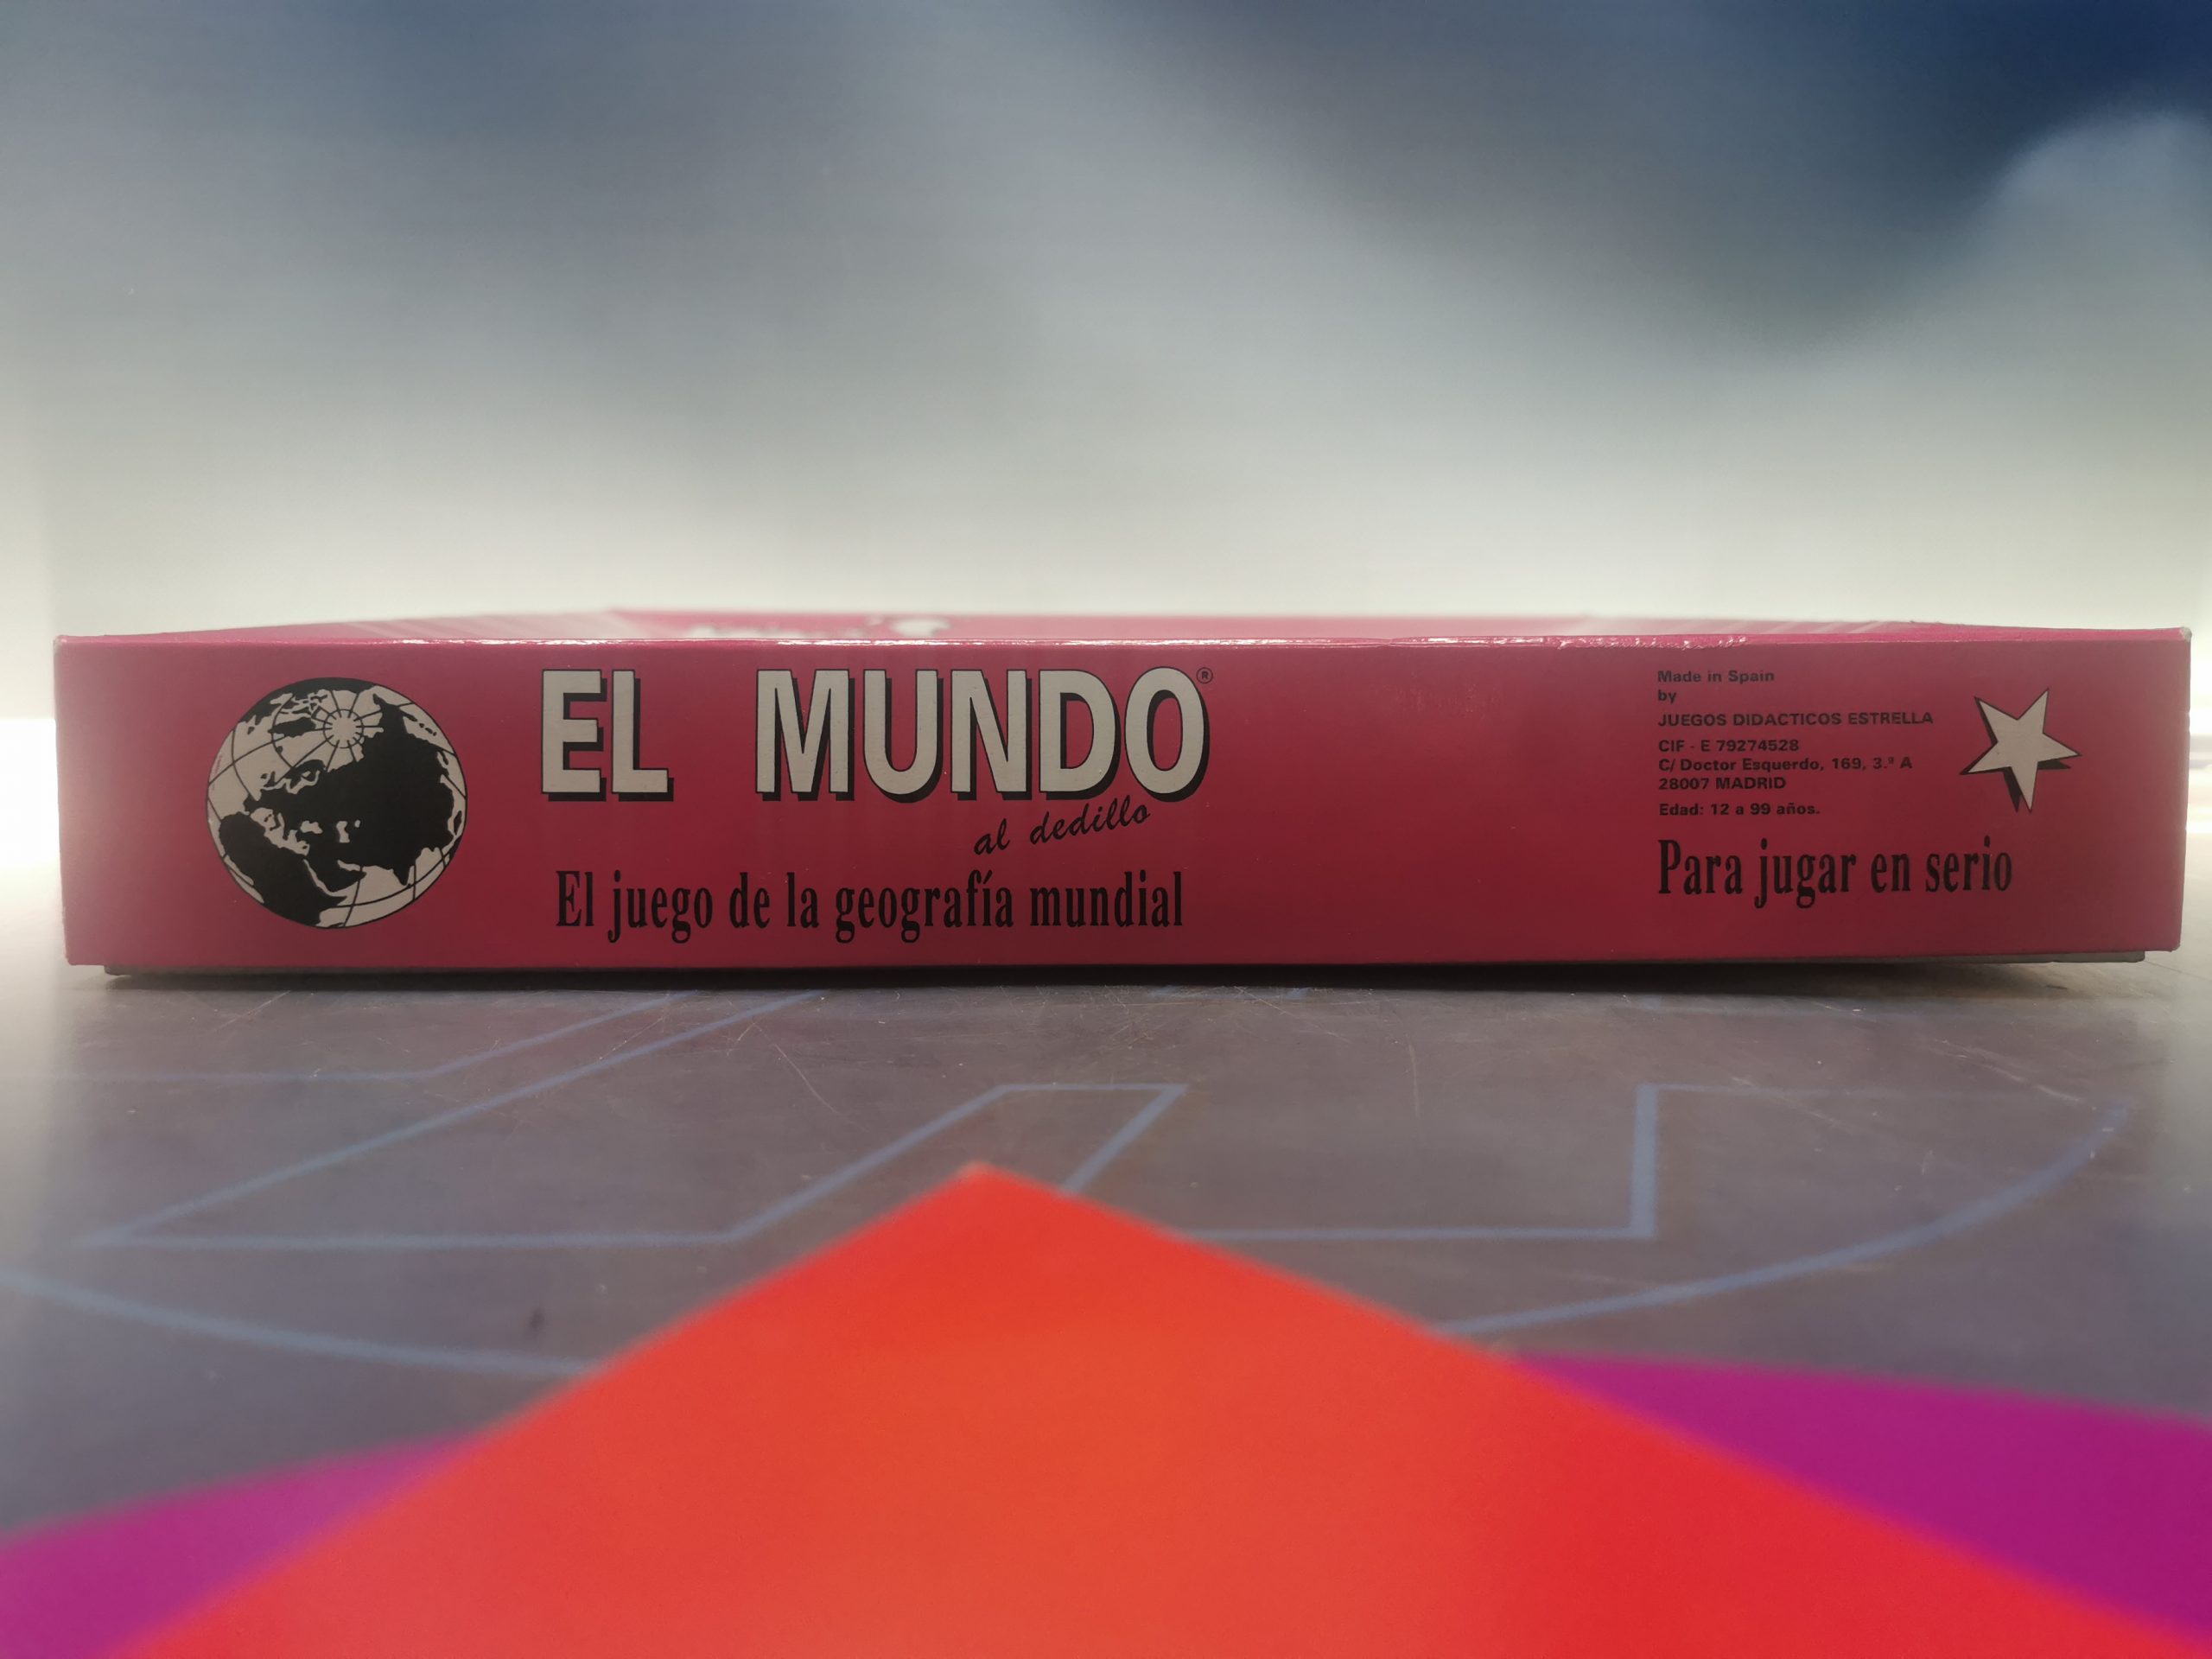 EL MUNDO®
al dedillo
El juego de la geografía mundial
Made in Spain
by
JUEGOS DIDACTICOS ESTRELLA
CIF - E 79274528
C/ Doctor Esquerdo, 169, 3.º A
28007 MADRID
Edad: 12 a 99 años.
Para jugar en serio